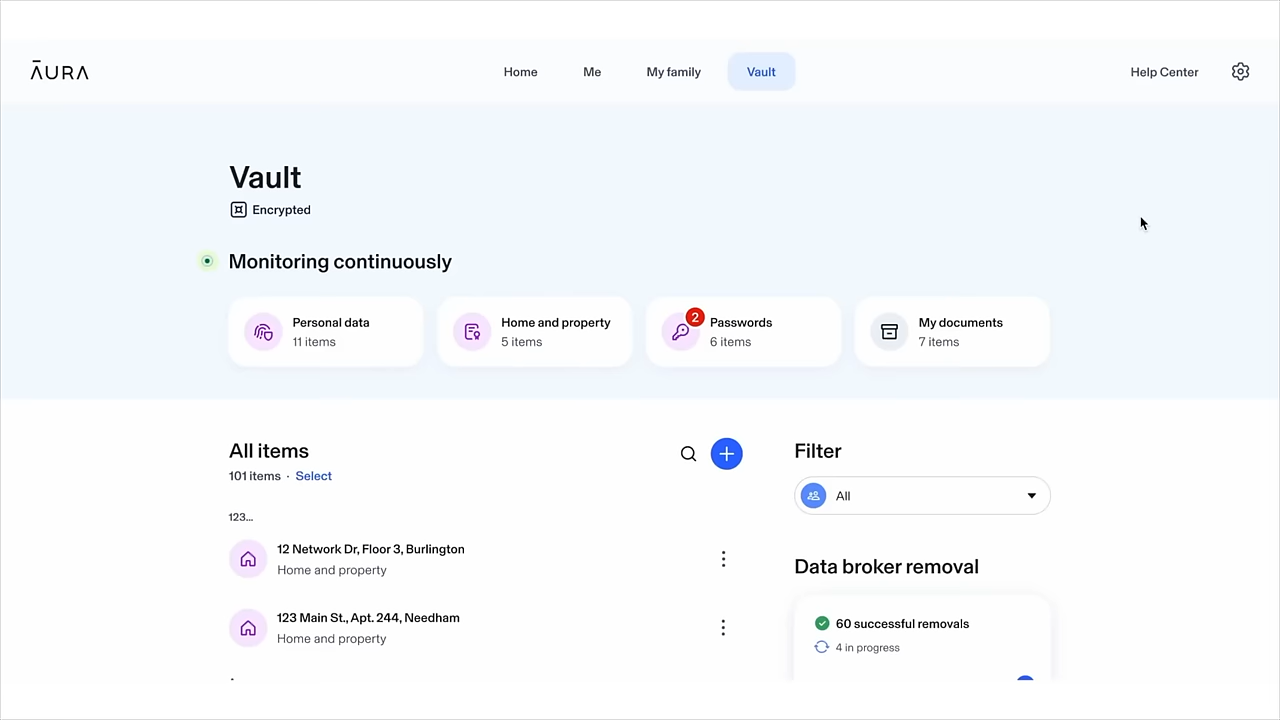 ĀURA
Home
Me
My family
Vault
Help Center
Vault
Encrypted
Monitoring continuously
Personal data
11 items
Home and property
5 items
2
Passwords
6 items
My documents
7 items
All items
101 items · Select
123...
12 Network Dr, Floor 3, Burlington
Home and property
123 Main St., Apt. 244, Needham
Home and property
Filter
All
Data broker removal
60 successful removals
4 in progress